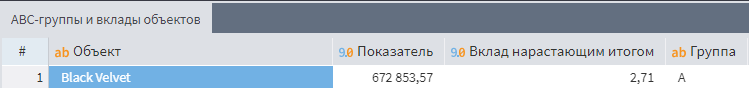 ABC-группы и вклады объектов
# ab Объект 9.0 Показатель 9.0 Вклад нарастающим итогом ab Группа
1 Black Velvet 672 853,57 2,71 A